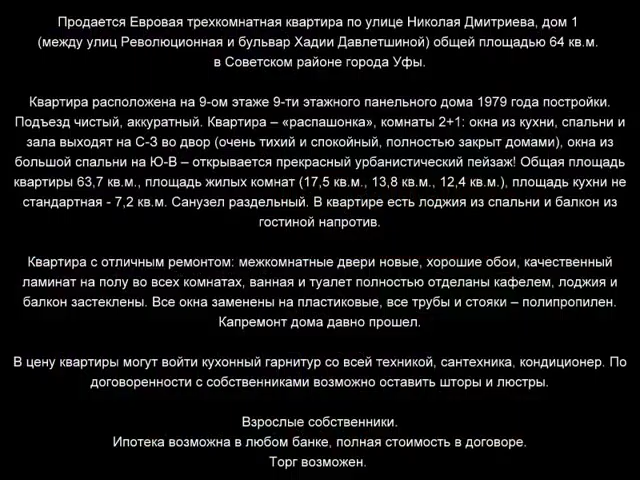 Продается Евровая трехкомнатная квартира по улице Николая Дмитриева, дом 1
(между улиц Революционная и бульвар Хадии Давлетшиной) общей площадью 64 кв.м.
в Советском районе города Уфы.
Квартира расположена на 9-ом этаже 9-ти этажного панельного дома 1979 года постройки.
Подъезд чистый, аккуратный. Квартира – «распашонка», комнаты 2+1: окна из кухни, спальни и
зала выходят на С-З во двор (очень тихий и спокойный, полностью закрыт домами), окна из
большой спальни на Ю-В – открывается прекрасный урбанистический пейзаж! Общая площадь
квартиры 63,7 кв.м., площадь жилых комнат (17,5 кв.м., 13,8 кв.м., 12,4 кв.м.), площадь кухни не
стандартная - 7,2 кв.м. Санузел раздельный. В квартире есть лоджия из спальни и балкон из
гостиной напротив.
Квартира с отличным ремонтом: межкомнатные двери новые, хорошие обои, качественный
ламинат на полу во всех комнатах, ванная и туалет полностью отделаны кафелем, лоджия и
балкон застеклены. Все окна заменены на пластиковые, все трубы и стояки – полипропилен.
Капремонт дома давно прошел.
В цену квартиры могут войти кухонный гарнитур со всей техникой, сантехника, кондиционер. По
договоренности с собственниками возможно оставить шторы и люстры.
Взрослые собственники.
Ипотека возможна в любом банке, полная стоимость в договоре.
Торг возможен.